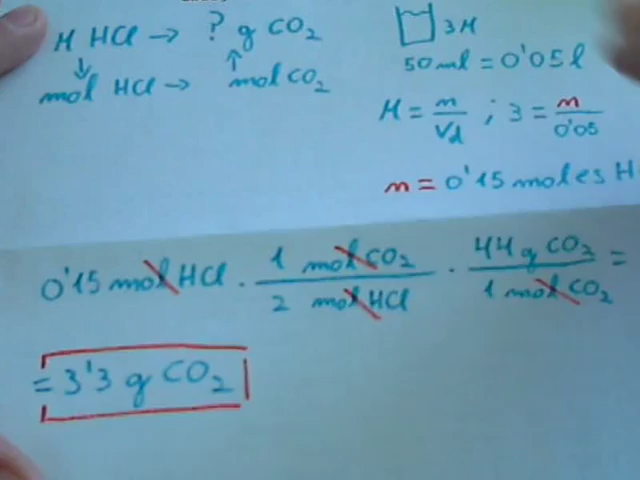 M HCl → ? g CO₂
↓ ↑
mol HCl → mol CO₂
3M
50 ml = 0'05 l
M = n/Vd ; 3 = n/0'05
n = 0'15 moles H
0'15 mol HCl · 1 mol CO₂/2 mol HCl · 44 g CO₂/1 mol CO₂ =
= 3'3 g CO₂